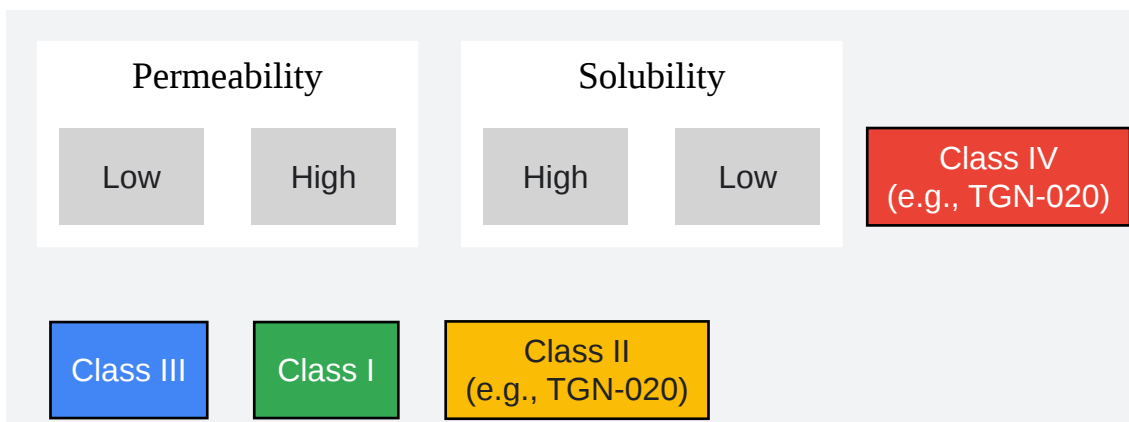 Permeability
Solubility
Low
High
High
Low
Class IV
(e.g., TGN-020)
Class III
Class I
Class II
(e.g., TGN-020)